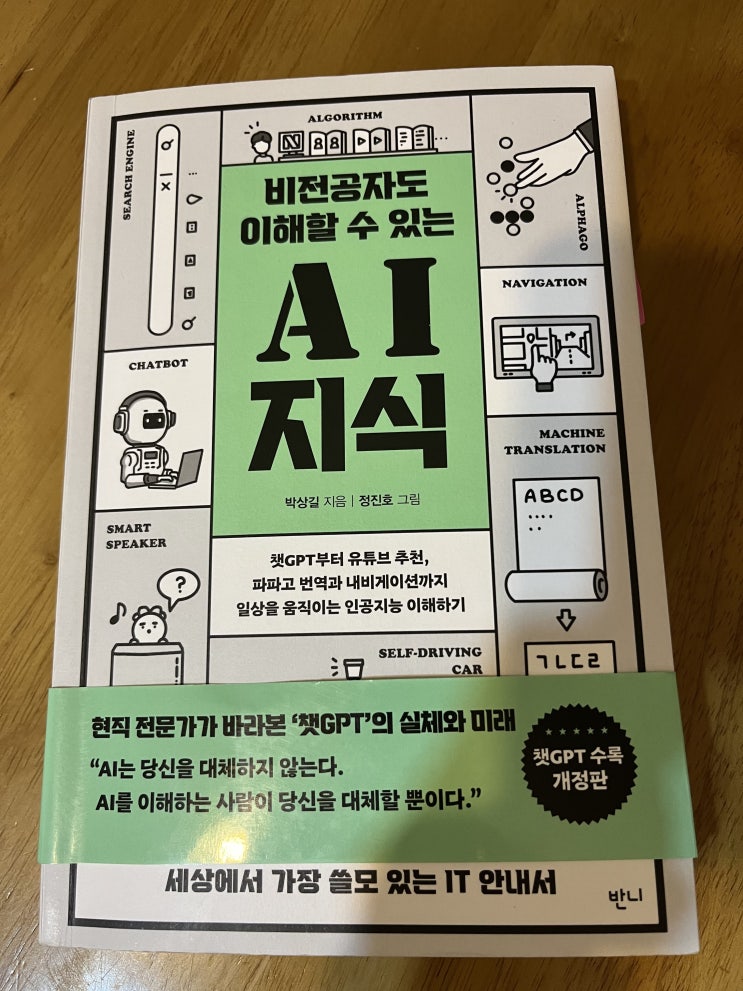 ALGORITHM
SEARCH ENGINE
ALPHAGO
비전공자도
이해할 수 있는
AI
지식
박상길 지음 | 정진호 그림
NAVIGATION
CHATBOT
MACHINE
TRANSLATION
ABCD
SMART
SPEAKER
?
챗GPT부터 유튜브 추천,
파파고 번역과 내비게이션까지
일상을 움직이는 인공지능 이해하기
SELF-DRIVING
CAR
ㄱㄴㄷㄹ
현직 전문가가 바라본 ‘챗GPT’의 실체와 미래
“AI는 당신을 대체하지 않는다.
AI를 이해하는 사람이 당신을 대체할 뿐이다.”
챗GPT 수록
개정판
세상에서 가장 쓸모 있는 IT 안내서
반니